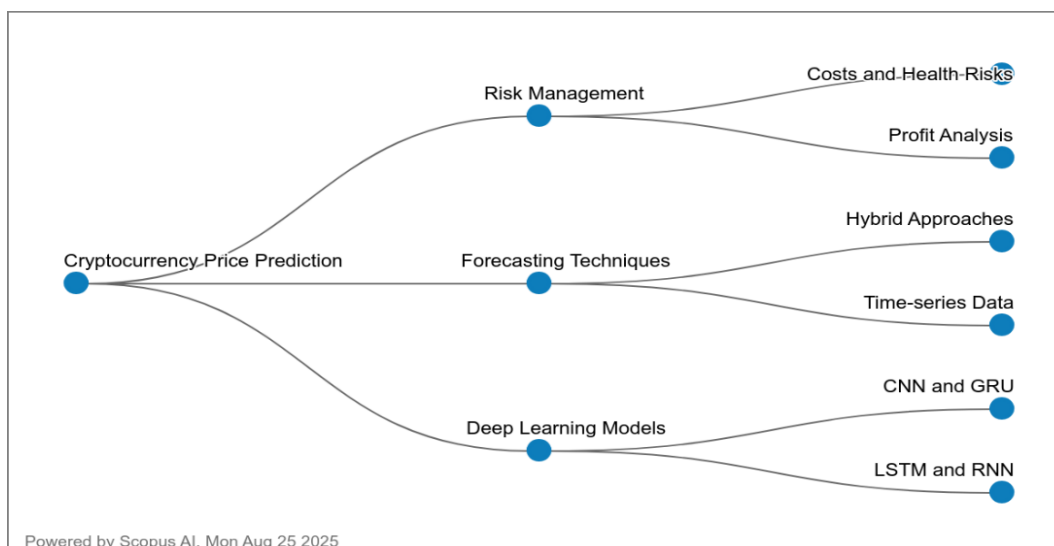 Costs and Health Risks
Risk Management
Profit Analysis
Hybrid Approaches
Cryptocurrency Price Prediction
Forecasting Techniques
Time-series Data
CNN and GRU
Deep Learning Models
LSTM and RNN
Powered by Scopus AI, Mon Aug 25 2025